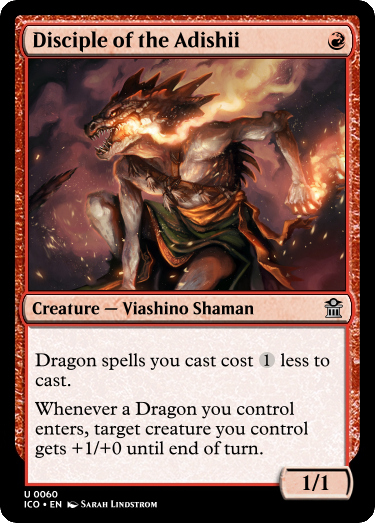 Disciple of the Adishii
Creature — Viashino Shaman
Dragon spells you cast cost 1 less to
cast.
Whenever a Dragon you control
enters, target creature you control
gets +1/+0 until end of turn.
1/1
U 0060
ICO • EN Sarah Lindstrom